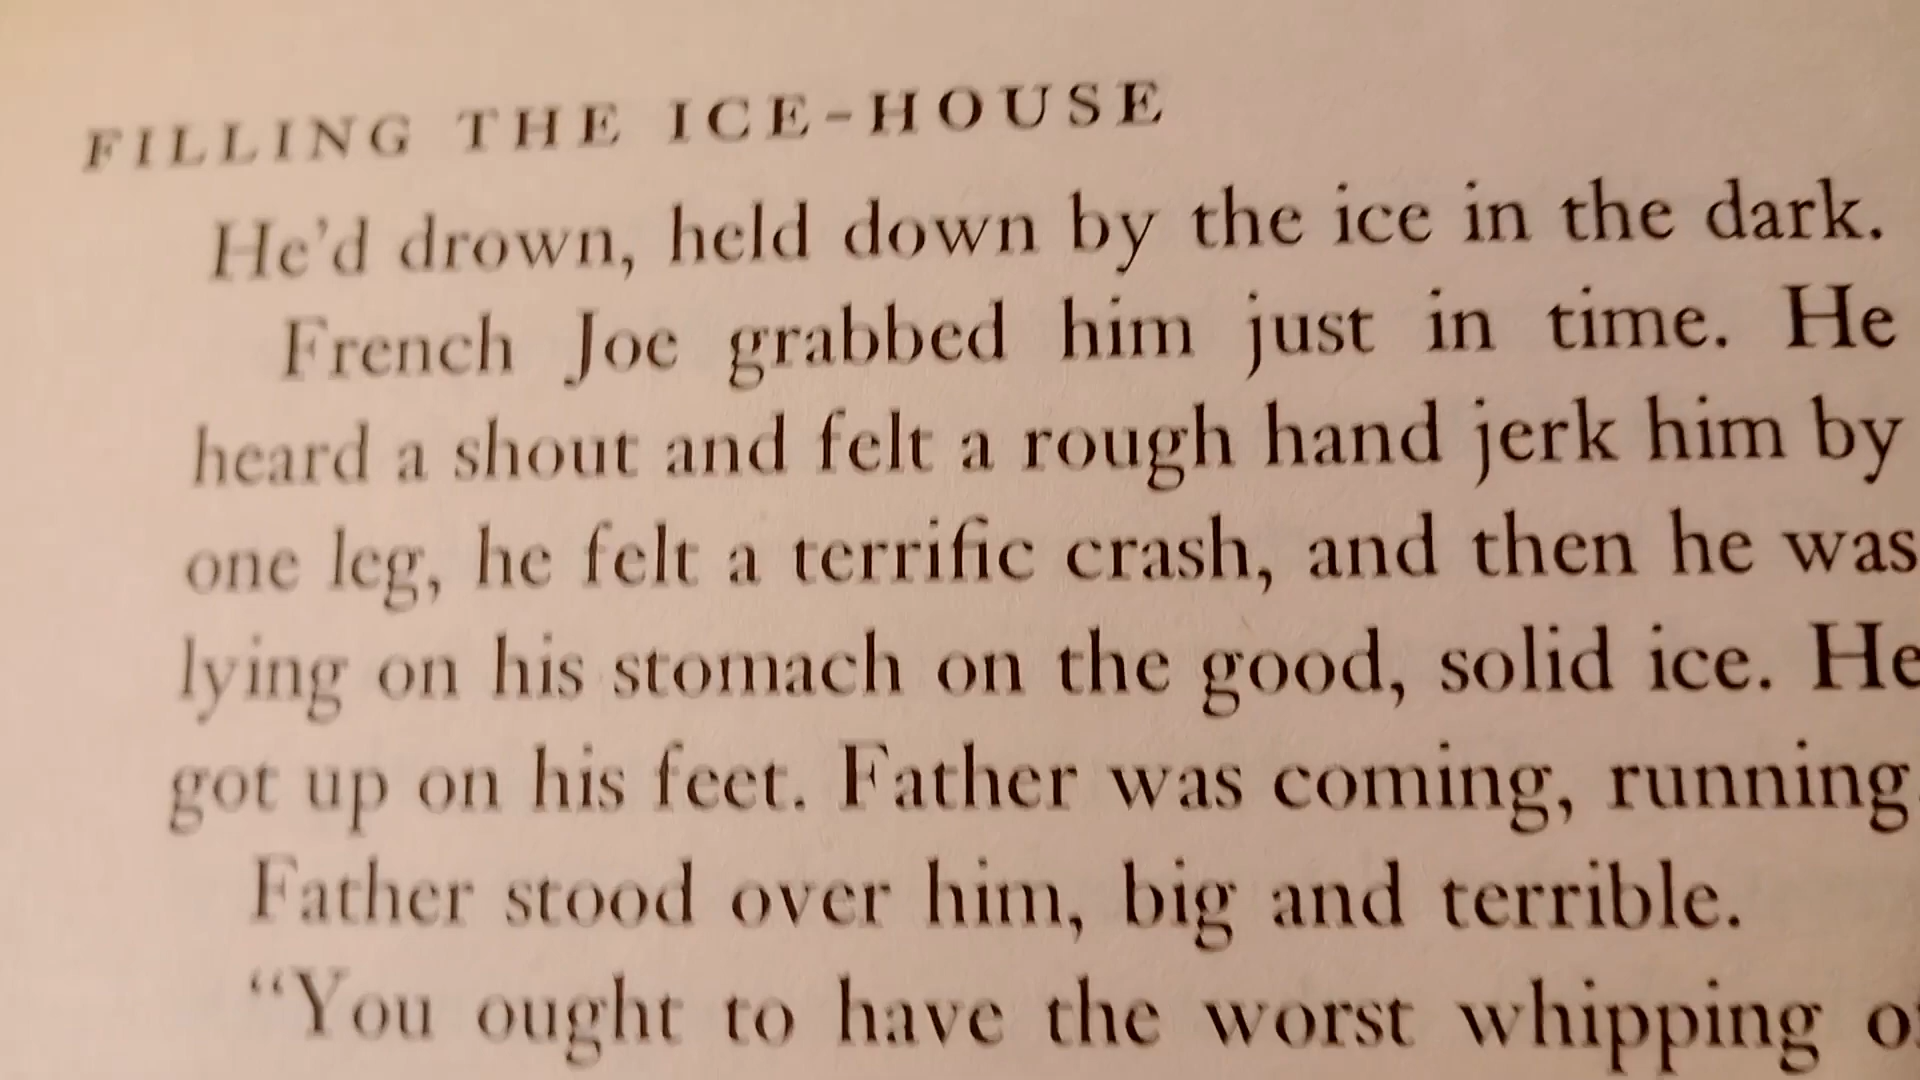 FILLING THE ICE-HOUSE
He'd drown, held down by the ice in the dark.
French Joe grabbed him just in time. He
heard a shout and felt a rough hand jerk him by
one leg, he felt a terrific crash, and then he was
lying on his stomach on the good, solid ice. He
got up on his feet. Father was coming, running
Father stood over him, big and terrible.
“You ought to have the worst whipping